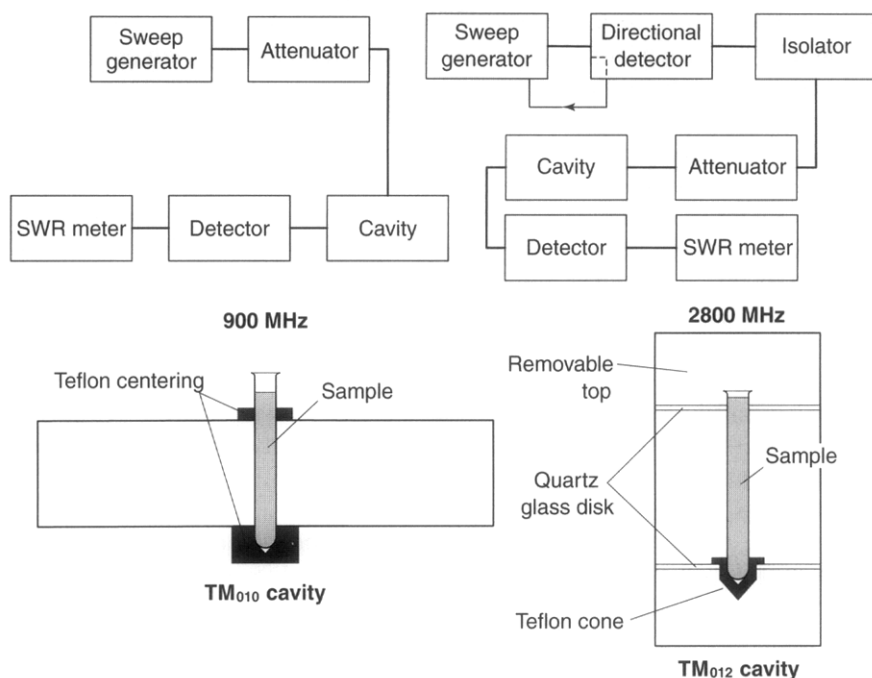 Sweep
generator
Attenuator
SWR meter
Detector
Cavity
900 MHz
Sweep
generator
Directional
detector
Isolator
Cavity
Attenuator
Detector
SWR meter
2800 MHz
Teflon centering
Sample
TM₀₁₀ cavity
Removable
top
Sample
Quartz
glass disk
Teflon cone
TM₀₁₂ cavity